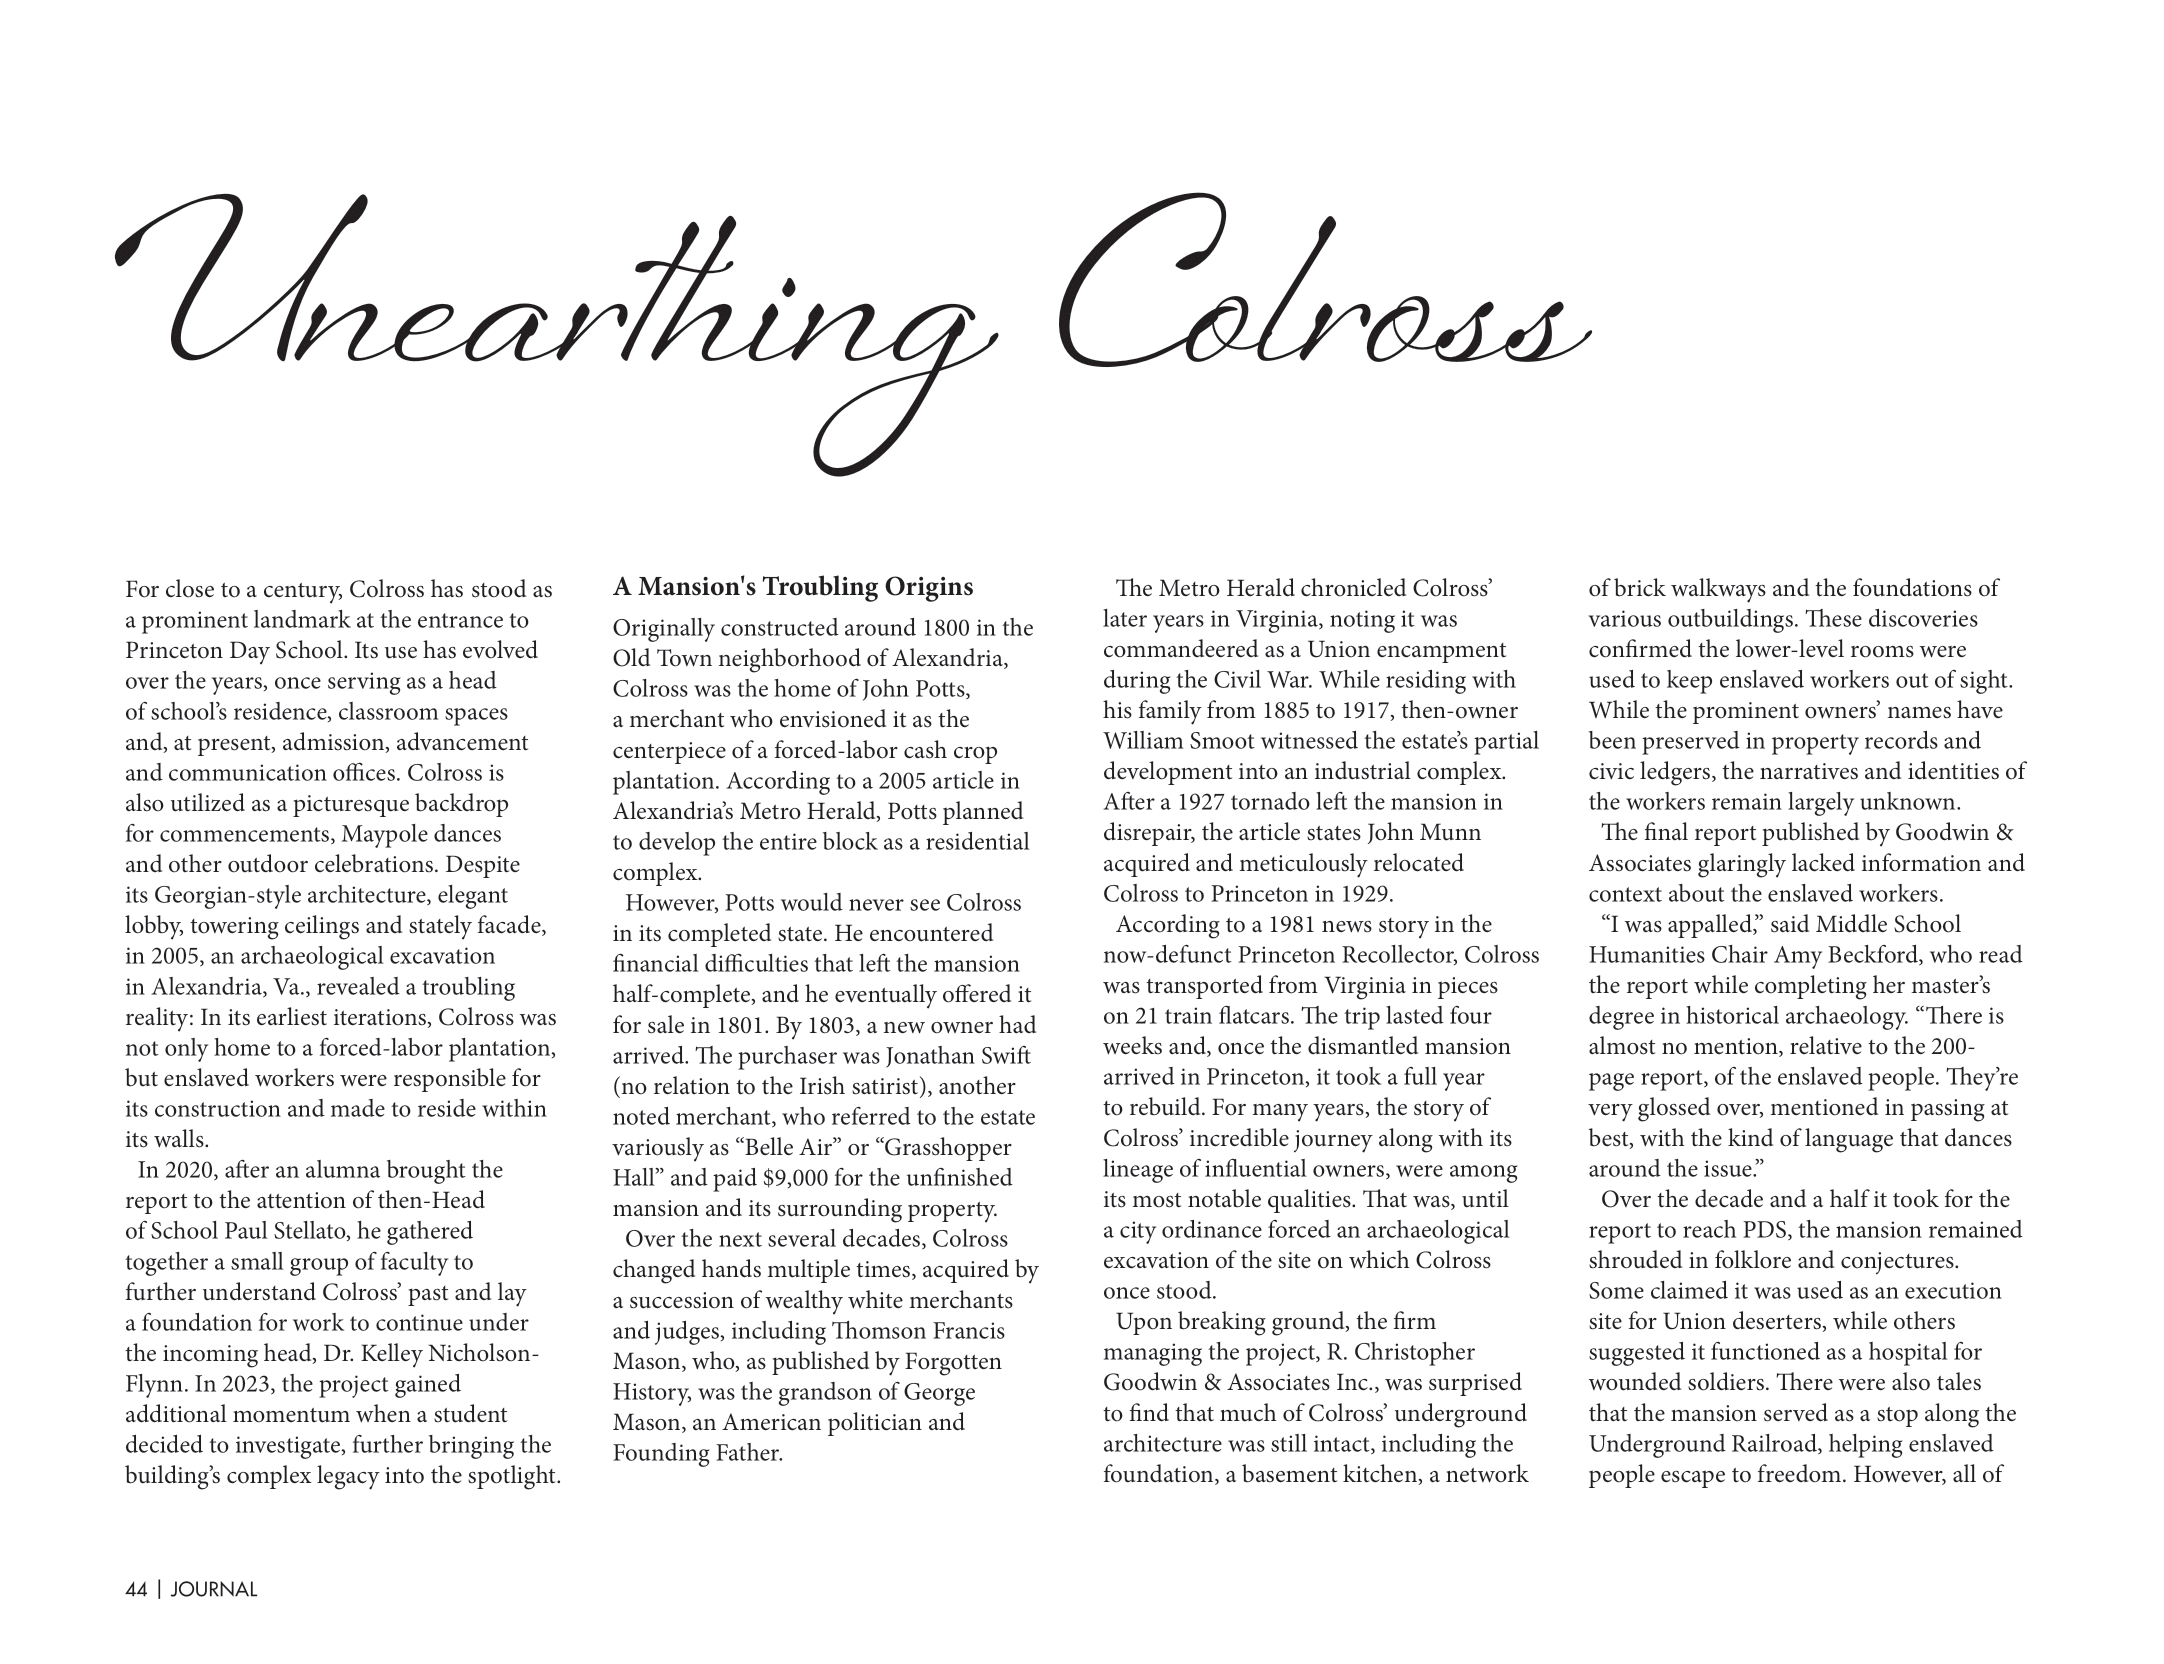 Unearthing Colross
For close to a century, Colross has stood as
a prominent landmark at the entrance to
Princeton Day School. Its use has evolved
over the years, once serving as a head
of school’s residence, classroom spaces
and, at present, admission, advancement
and communication offices. Colross is
also utilized as a picturesque backdrop
for commencements, Maypole dances
and other outdoor celebrations. Despite
its Georgian-style architecture, elegant
lobby, towering ceilings and stately facade,
in 2005, an archaeological excavation
in Alexandria, Va., revealed a troubling
reality: In its earliest iterations, Colross was
not only home to a forced-labor plantation,
but enslaved workers were responsible for
its construction and made to reside within
its walls.
In 2020, after an alumna brought the
report to the attention of then-Head
of School Paul Stellato, he gathered
together a small group of faculty to
further understand Colross’ past and lay
a foundation for work to continue under
the incoming head, Dr. Kelley Nicholson-
Flynn. In 2023, the project gained
additional momentum when a student
decided to investigate, further bringing the
building’s complex legacy into the spotlight.
A Mansion's Troubling Origins
Originally constructed around 1800 in the
Old Town neighborhood of Alexandria,
Colross was the home of John Potts,
a merchant who envisioned it as the
centerpiece of a forced-labor cash crop
plantation. According to a 2005 article in
Alexandria’s Metro Herald, Potts planned
to develop the entire block as a residential
complex.
However, Potts would never see Colross
in its completed state. He encountered
financial difficulties that left the mansion
half-complete, and he eventually offered it
for sale in 1801. By 1803, a new owner had
arrived. The purchaser was Jonathan Swift
(no relation to the Irish satirist), another
noted merchant, who referred to the estate
variously as “Belle Air” or “Grasshopper
Hall” and paid $9,000 for the unfinished
mansion and its surrounding property.
Over the next several decades, Colross
changed hands multiple times, acquired by
a succession of wealthy white merchants
and judges, including Thomson Francis
Mason, who, as published by Forgotten
History, was the grandson of George
Mason, an American politician and
Founding Father.
The Metro Herald chronicled Colross’
later years in Virginia, noting it was
commandeered as a Union encampment
during the Civil War. While residing with
his family from 1885 to 1917, then-owner
William Smoot witnessed the estate’s partial
development into an industrial complex.
After a 1927 tornado left the mansion in
disrepair, the article states John Munn
acquired and meticulously relocated
Colross to Princeton in 1929.
According to a 1981 news story in the
now-defunct Princeton Recollector, Colross
was transported from Virginia in pieces
on 21 train flatcars. The trip lasted four
weeks and, once the dismantled mansion
arrived in Princeton, it took a full year
to rebuild. For many years, the story of
Colross’ incredible journey along with its
lineage of influential owners, were among
its most notable qualities. That was, until
a city ordinance forced an archaeological
excavation of the site on which Colross
once stood.
Upon breaking ground, the firm
managing the project, R. Christopher
Goodwin & Associates Inc., was surprised
to find that much of Colross’ underground
architecture was still intact, including the
foundation, a basement kitchen, a network
of brick walkways and the foundations of
various outbuildings. These discoveries
confirmed the lower-level rooms were
used to keep enslaved workers out of sight.
While the prominent owners’ names have
been preserved in property records and
civic ledgers, the narratives and identities of
the workers remain largely unknown.
The final report published by Goodwin &
Associates glaringly lacked information and
context about the enslaved workers.
“I was appalled,” said Middle School
Humanities Chair Amy Beckford, who read
the report while completing her master’s
degree in historical archaeology. “There is
almost no mention, relative to the 200-
page report, of the enslaved people. They’re
very glossed over, mentioned in passing at
best, with the kind of language that dances
around the issue.”
Over the decade and a half it took for the
report to reach PDS, the mansion remained
shrouded in folklore and conjectures.
Some claimed it was used as an execution
site for Union deserters, while others
suggested it functioned as a hospital for
wounded soldiers. There were also tales
that the mansion served as a stop along the
Underground Railroad, helping enslaved
people escape to freedom. However, all of
44 | JOURNAL